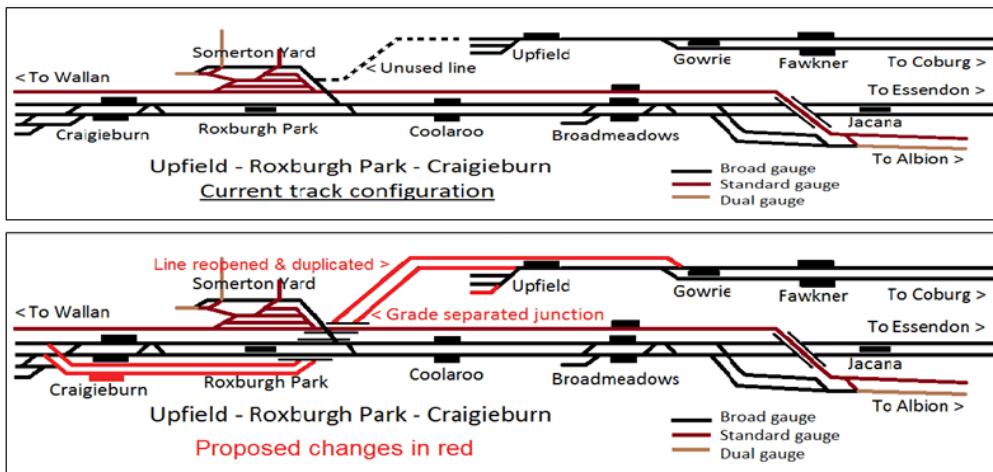 Somerton Yard
Upfield
Gowrie
Fawkner
< To Wallan
< Unused line
To Coburg >
To Essendon >
Craigieburn
Roxburgh Park
Coolaroo
Broadmeadows
Jacana
To Albion >
Upfield - Roxburgh Park - Craigieburn
Current track configuration
Broad gauge
Standard gauge
Dual gauge
Line reopened & duplicated >
Somerton Yard
Upfield
Gowrie
Fawkner
< To Wallan
< Grade separated junction
To Coburg >
To Essendon >
Craigieburn
Roxburgh Park
Coolaroo
Broadmeadows
Jacana
To Albion >
Upfield - Roxburgh Park - Craigieburn
Proposed changes in red
Broad gauge
Standard gauge
Dual gauge